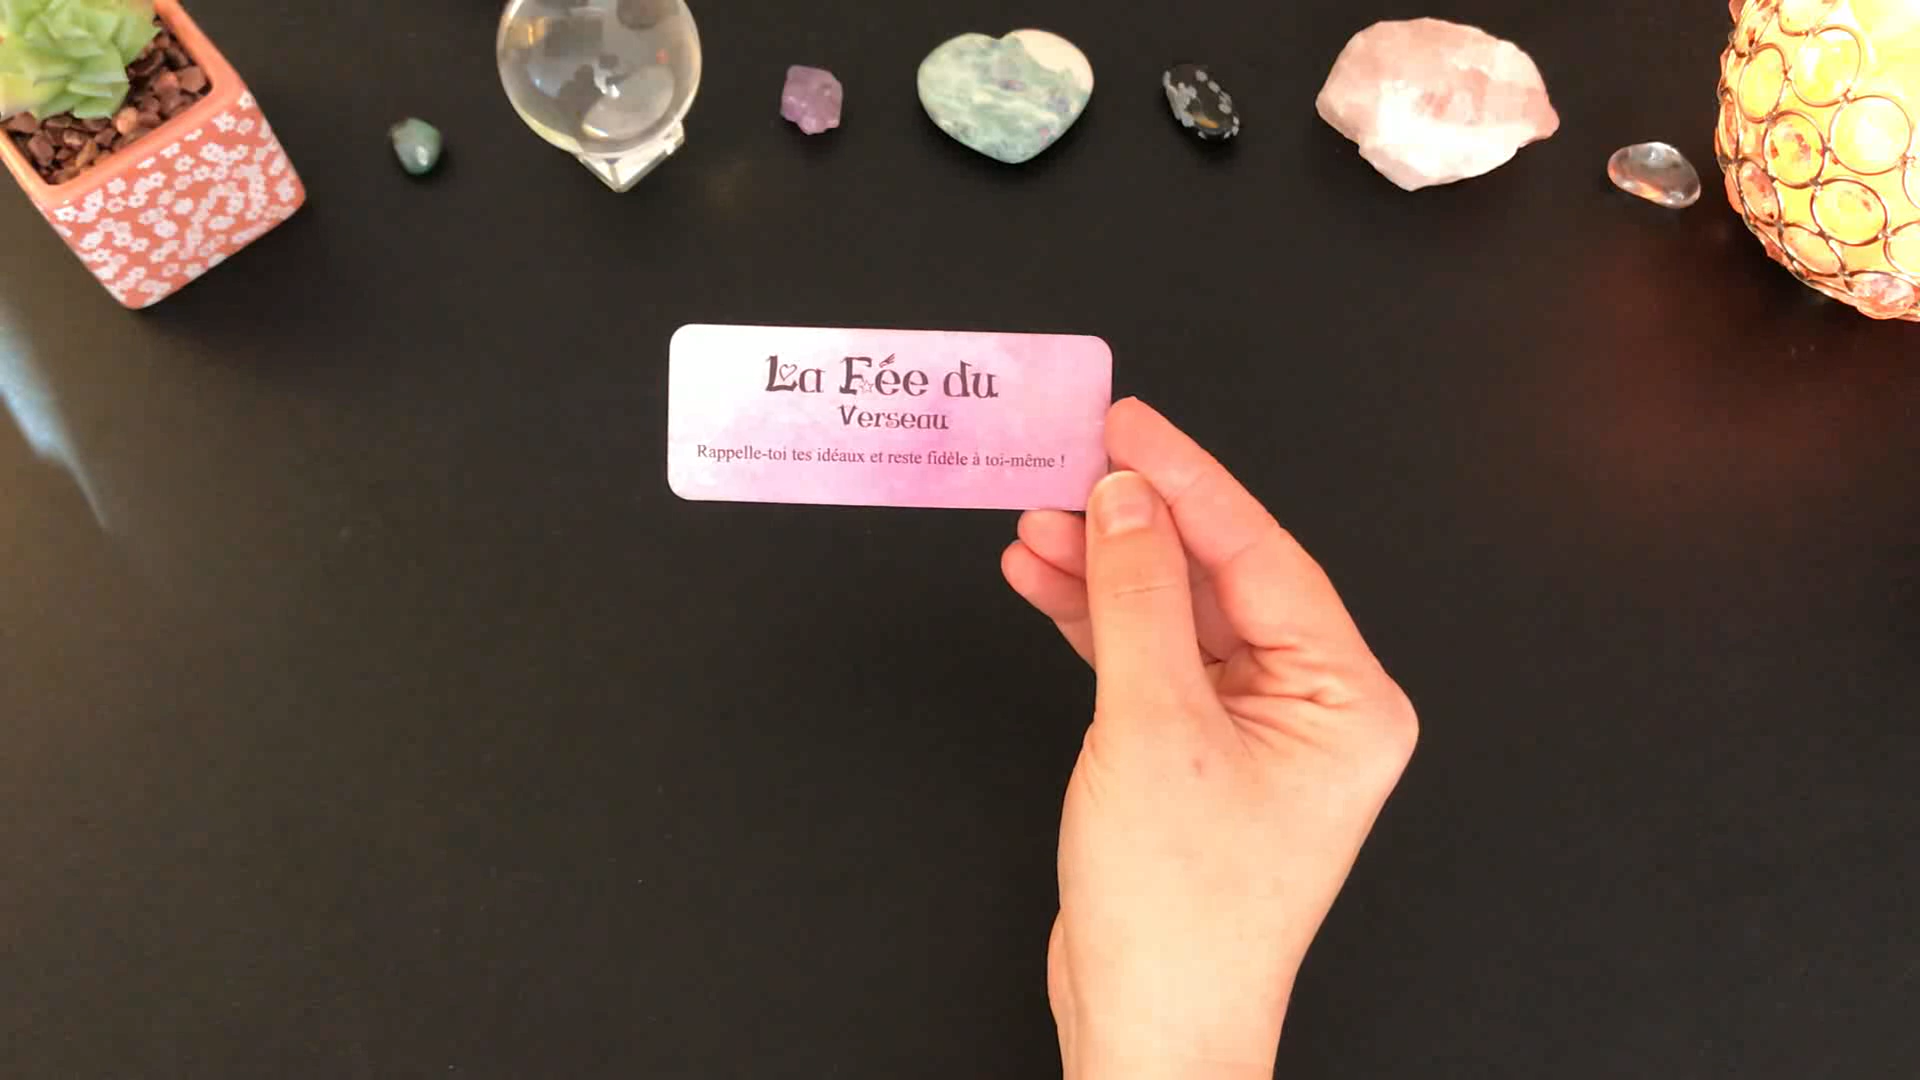 La Fée du
Verseau
Rappelle-toi tes idéaux et reste fidèle à toi-même !